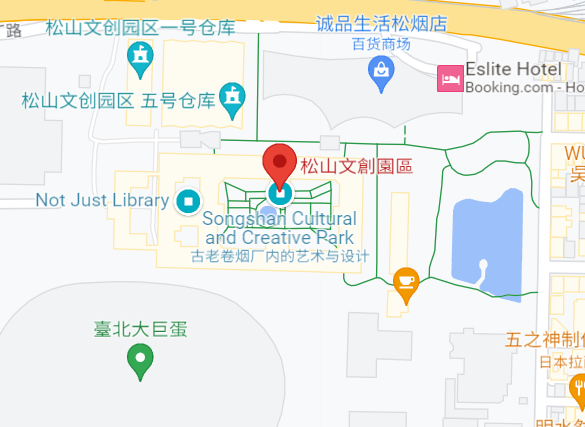 路
松山文创园区一号仓库
诚品生活松烟店
百货商场
Eslite Hotel
Booking.com - Ho
松山文创园区 五号仓库
WU
吳
松山文創園區
Not Just Library
Songshan Cultural
and Creative Park
古老卷烟厂内的艺术与设计
臺北大巨蛋
五之神制作
日本拉面